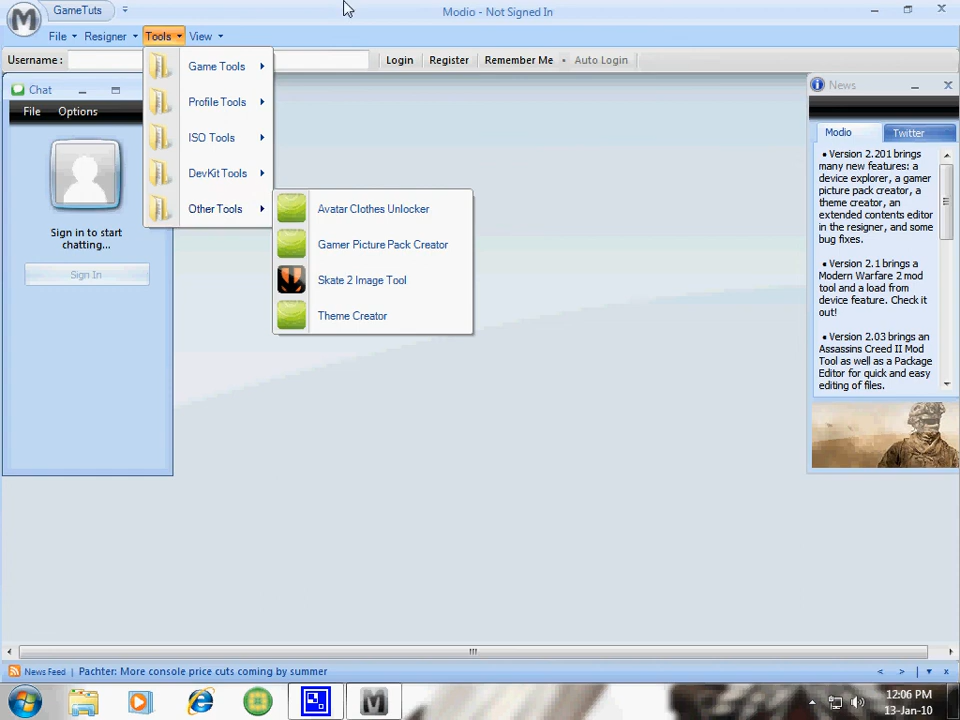 GameTuts
Modio - Not Signed In
File Resigner Tools View
Username :
Login Register Remember Me • Auto Login
Chat
File Options
Sign in to start
chatting...
Sign In
Game Tools
Profile Tools
ISO Tools
DevKit Tools
Other Tools
Avatar Clothes Unlocker
Gamer Picture Pack Creator
Skate 2 Image Tool
Theme Creator
News
Modio Twitter
• Version 2.201 brings
many new features: a
device explorer, a gamer
picture pack creator, a
theme creator, an
extended contents editor
in the resigner, and some
bug fixes.
• Version 2.1 brings a
Modern Warfare 2 mod
tool and a load from
device feature. Check it
out!
• Version 2.03 brings an
Assassins Creed II Mod
Tool as well as a Package
Editor for quick and easy
editing of files.
News Feed | Pachter: More console price cuts coming by summer
12:06 PM
13-Jan-10